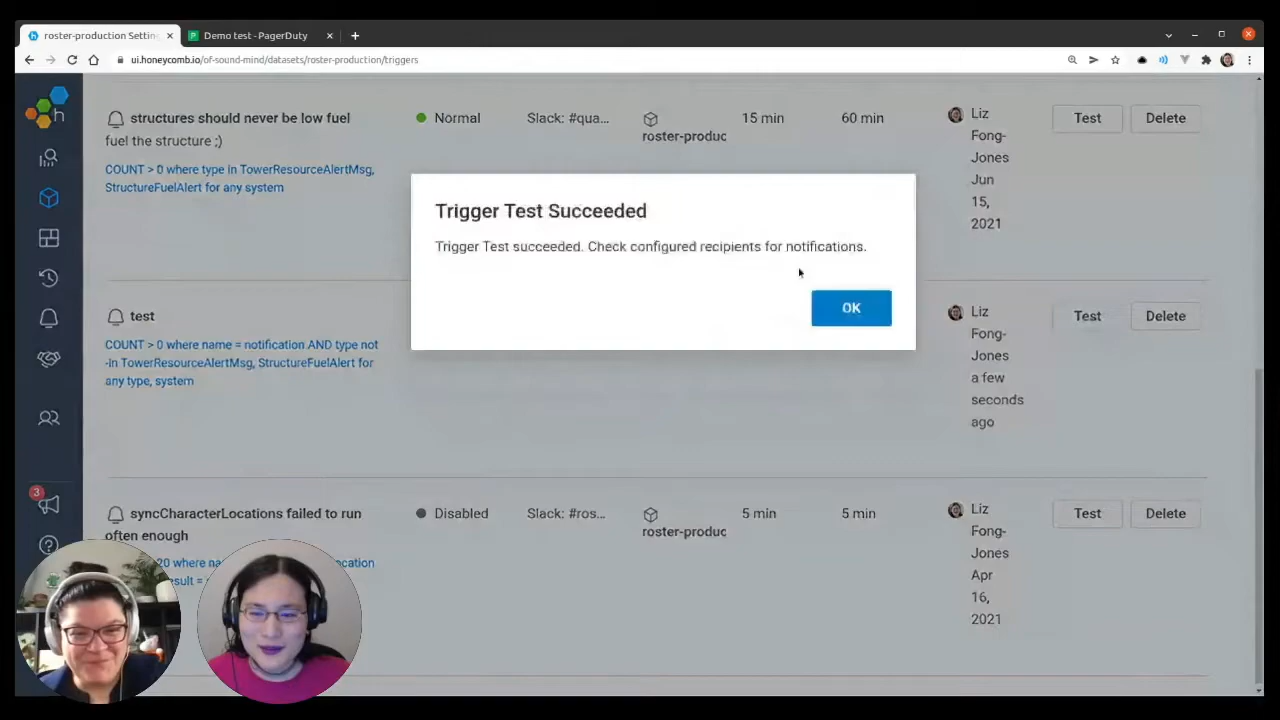 roster-production Settin
Demo test - PagerDuty
ui.honeycomb.io/of-sound-mind/datasets/roster-production/triggers
h
structures should never be low fuel
fuel the structure ;)
COUNT > 0 where type in TowerResourceAlertMsg,
StructureFuelAlert for any system
Normal
Slack: #qua...
roster-produc
15 min
60 min
Liz
Fong-
Jones
Jun
15,
2021
Test
Delete
Trigger Test Succeeded
Trigger Test succeeded. Check configured recipients for notifications.
OK
test
COUNT > 0 where name = notification AND type not
-in TowerResourceAlertMsg, StructureFuelAlert for
any type, system
Liz
Fong-
Jones
a few
seconds
ago
Test
Delete
3
syncCharacterLocations failed to run
often enough
20 where na
ocation
sult =
Disabled
Slack: #ros...
roster-produc
5 min
5 min
Liz
Fong-
Jones
Apr
16,
2021
Test
Delete